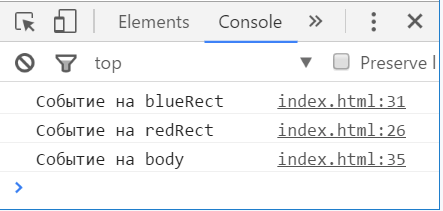 Elements Console »
top Preserve l
Событие на blueRect index.html:31
Событие на redRect index.html:26
Событие на body index.html:35